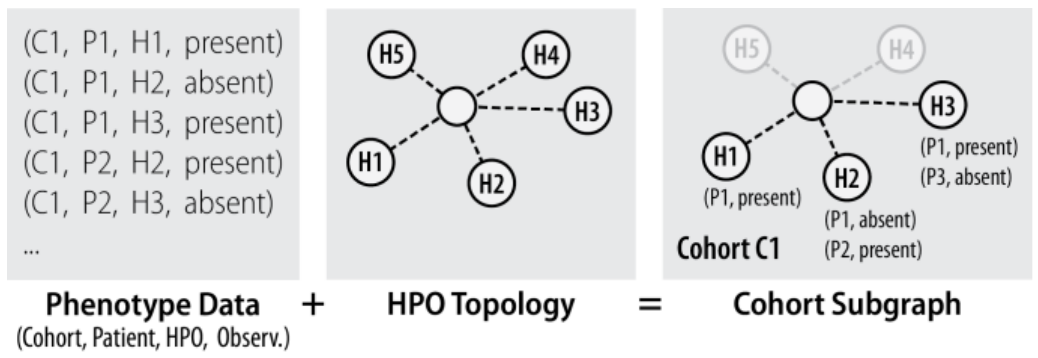 (C1, P1, H1, present)
(C1, P1, H2, absent)
(C1, P1, H3, present)
(C1, P2, H2, present)
(C1, P2, H3, absent)
...
H5
H4
H3
H1
H2
H5
H4
H3
H1
H2
(P1, present)
(P3, absent)
(P1, present)
(P1, absent)
(P2, present)
Cohort C1
Phenotype Data + HPO Topology = Cohort Subgraph
(Cohort, Patient, HPO, Observ.)